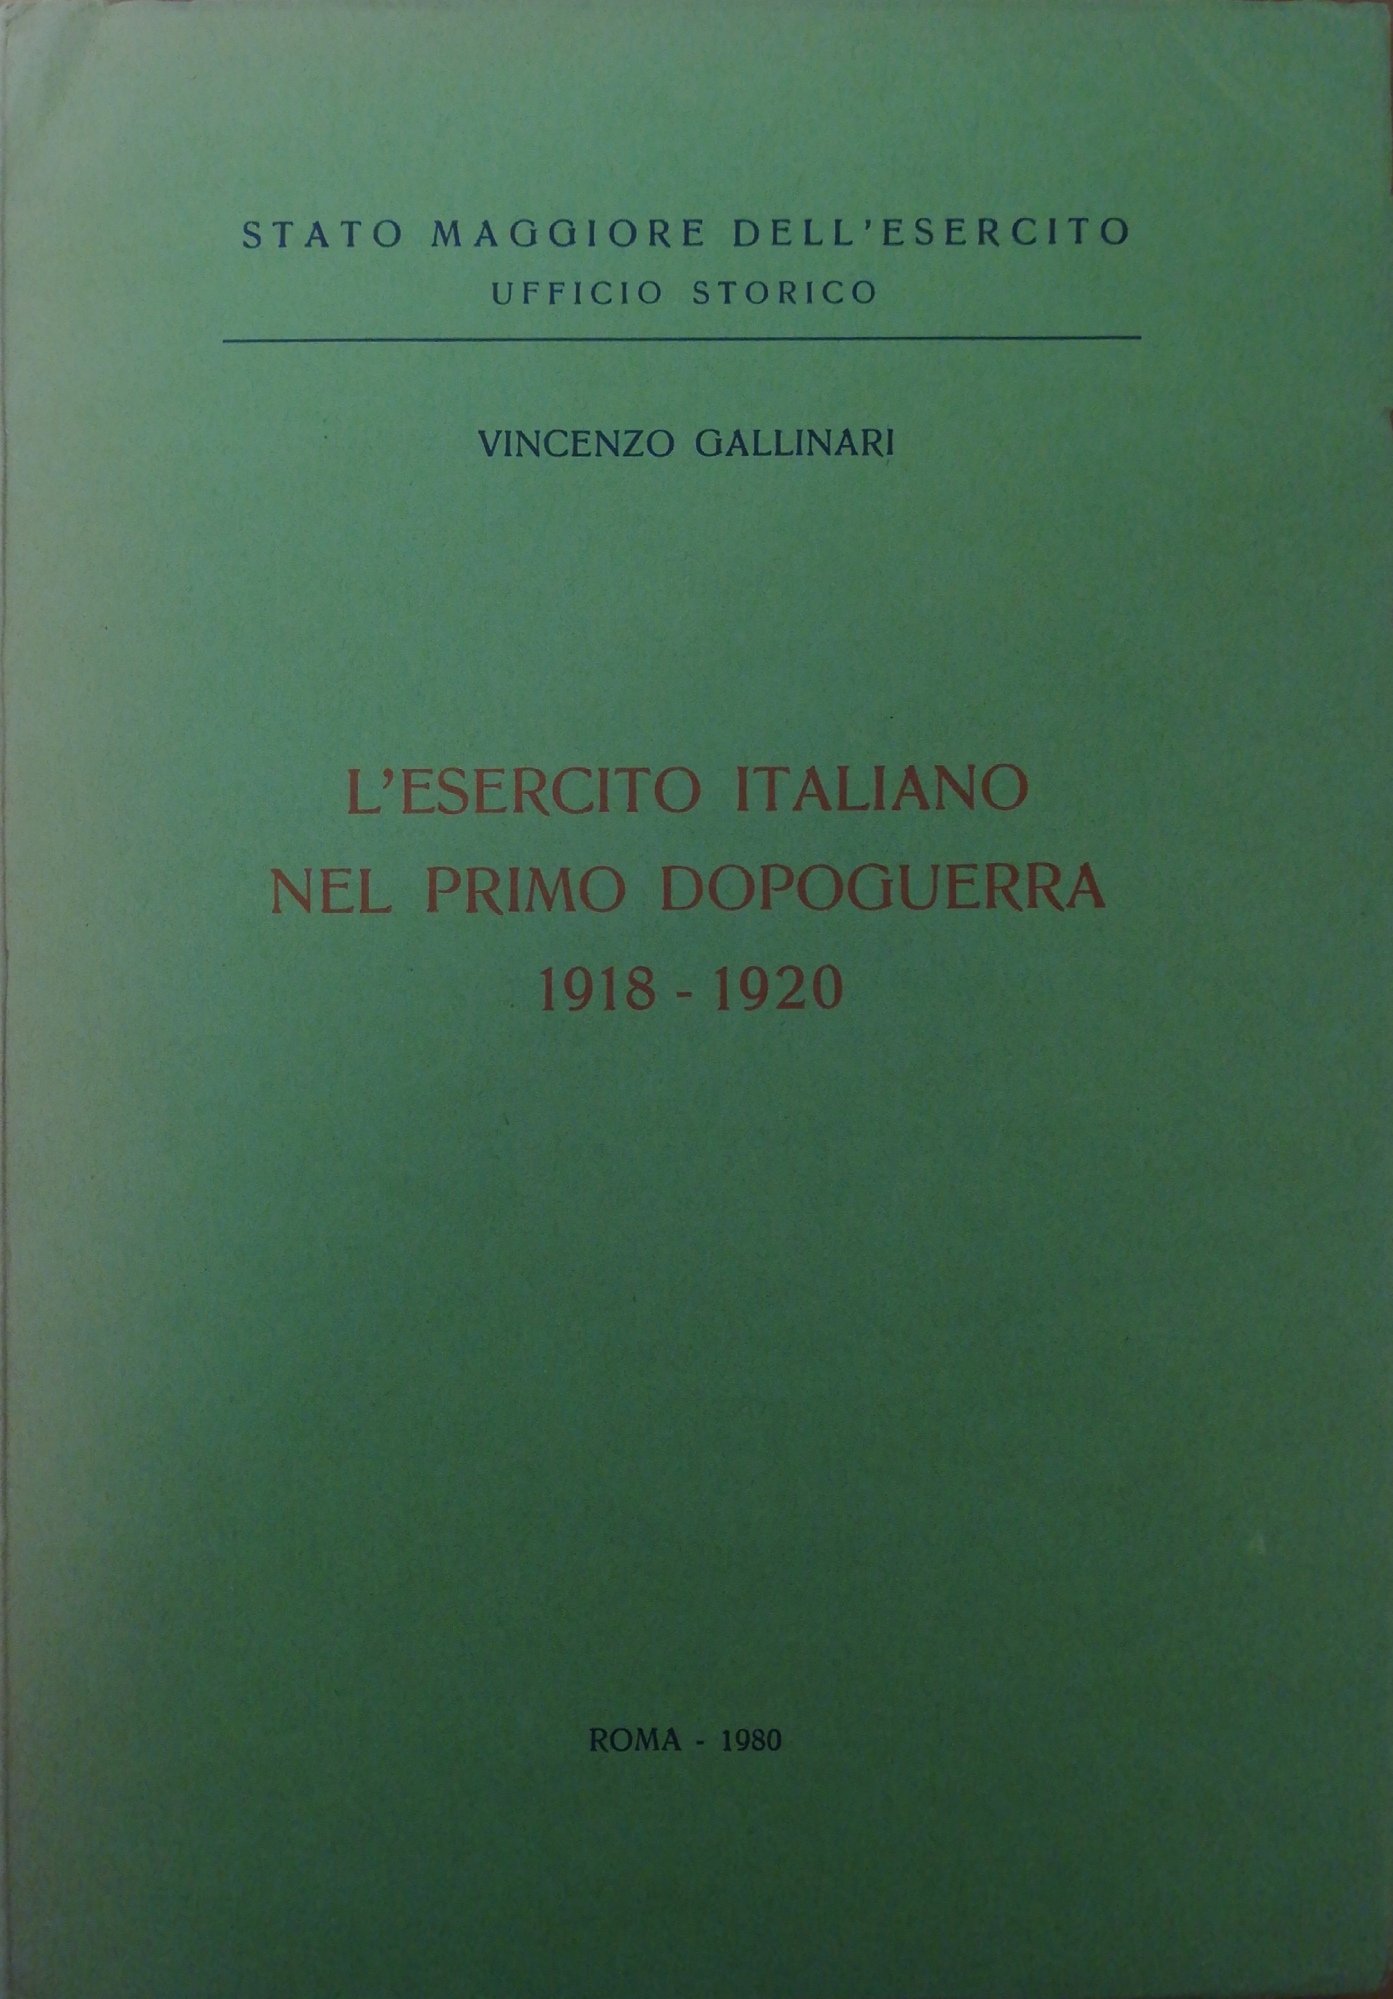 STATO MAGGIORE DELL'ESERCITO
UFFICIO STORICO
VINCENZO GALLINARI
L'ESERCITO ITALIANO
NEL PRIMO DOPOGUERRA
1918 - 1920
ROMA - 1980